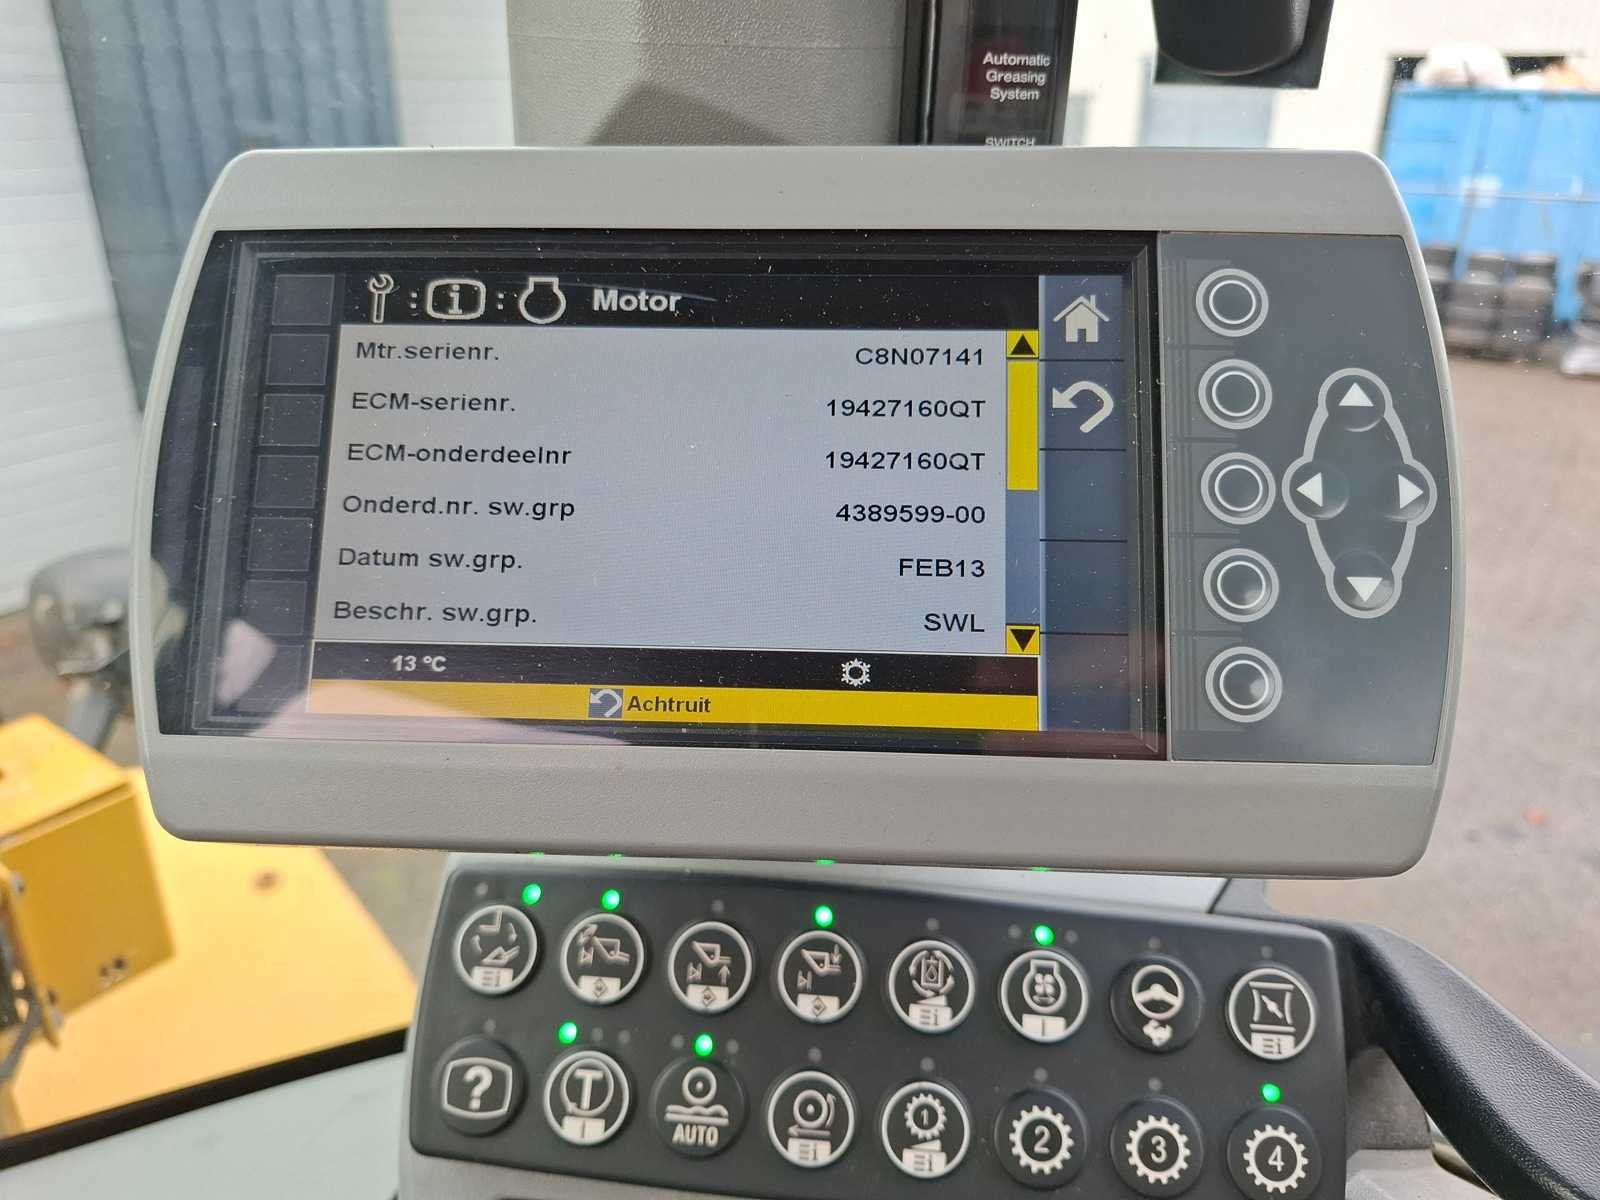 Automatic
Greasing
System
SWITCH
Motor
Mtr.serienr. C8N07141
ECM-serienr. 19427160QT
ECM-onderdeelnr 19427160QT
Onderd.nr. sw.grp 4389599-00
Datum sw.grp. FEB13
Beschr. sw.grp. SWL
13 ºC
Achtruit
?
T
AUTO
1
2
3
4